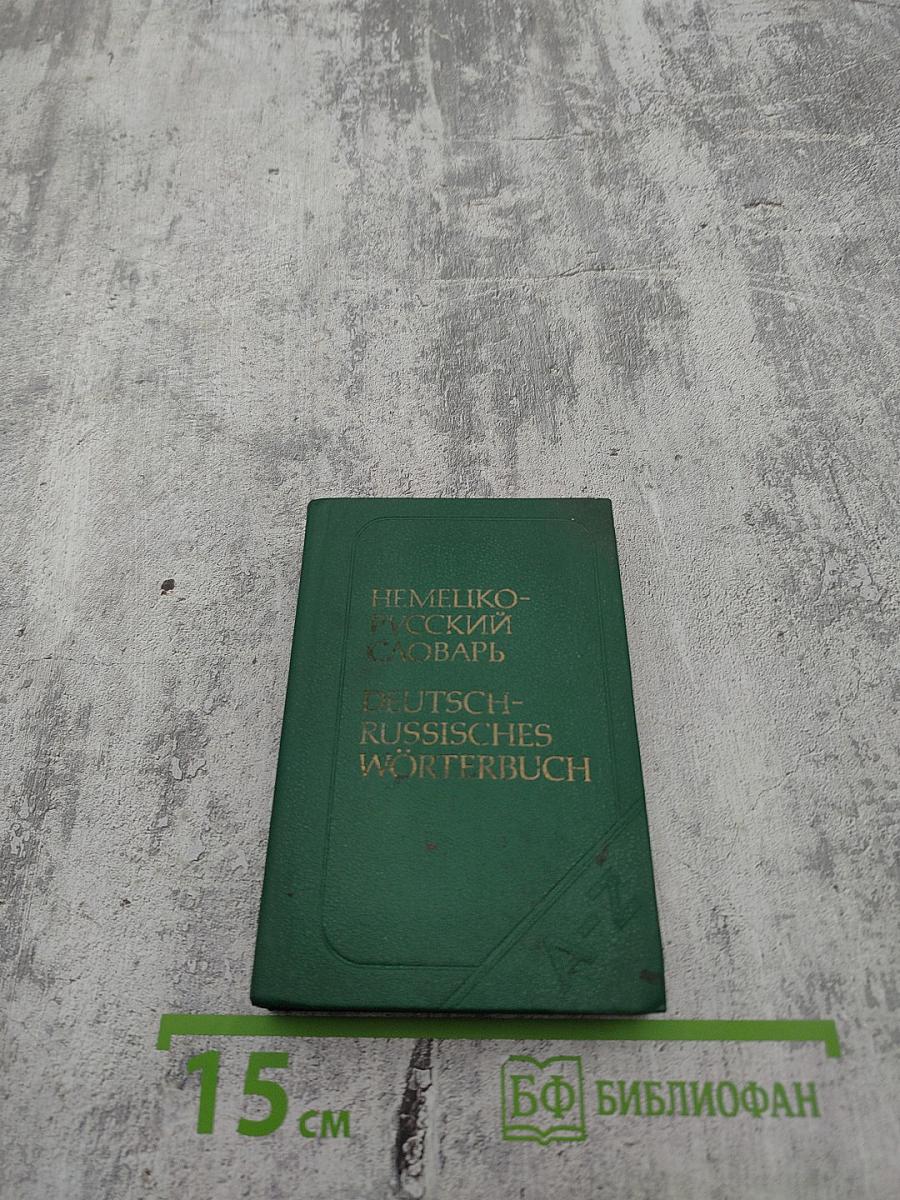 НЕМЕЦКО-
РУССКИЙ
СЛОВАРЬ
DEUTSCH-
RUSSISCHES
WÖRTERBUCH
A-Z
15 см
БФ БИБЛИОФАН